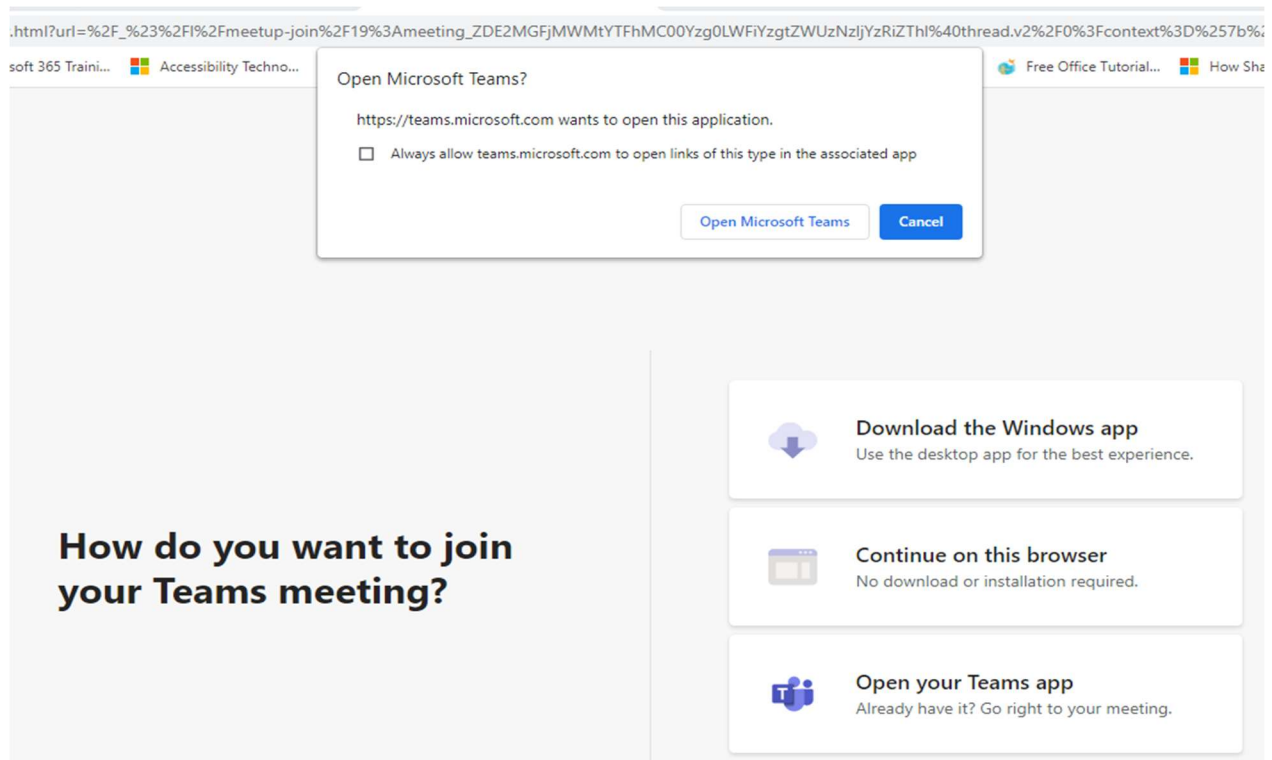 .html?url=%2F_%23%2Fl%2Fmeetup-join%2F19%3Ameeting_ZDE2MGFjMWMtYTFhMC00Yzg0LWFiYzgtZWUzNzljYzRiZThl%40thread.v2%2F0%3Fcontext%3D%257b%2
soft 365 Traini... Accessibility Techno... Free Office Tutorial... How Sha
Open Microsoft Teams?
https://teams.microsoft.com wants to open this application.
Always allow teams.microsoft.com to open links of this type in the associated app
Open Microsoft Teams Cancel
How do you want to join
your Teams meeting?
Download the Windows app
Use the desktop app for the best experience.
Continue on this browser
No download or installation required.
Open your Teams app
Already have it? Go right to your meeting.